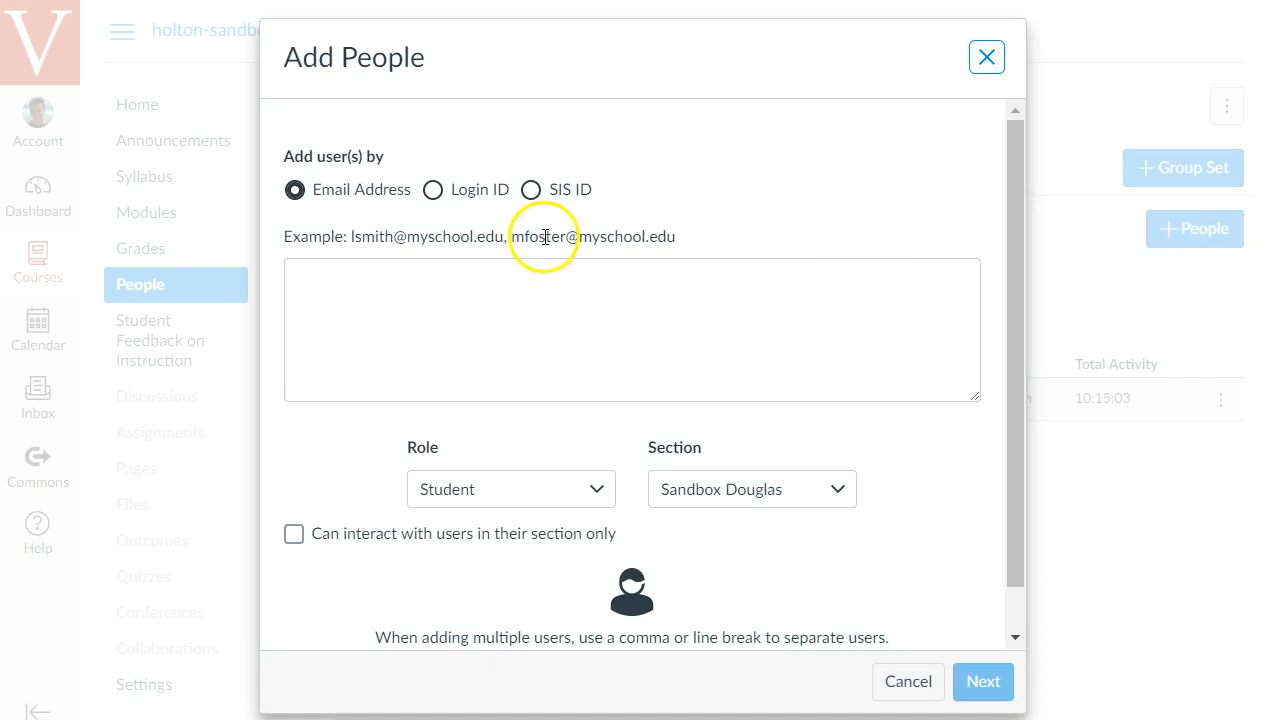 V
holton-sandb
Add People
Account
Dashboard
Courses
Calendar
Inbox
Commons
Help
Home
Announcements
Syllabus
Modules
Grades
People
Student
Feedback on
Instruction
Discussions
Assignments
Pages
Files
Outcomes
Quizzes
Conferences
Collaborations
Settings
Add user(s) by
Email Address Login ID SIS ID
Example: lsmith@myschool.edu, mfoster@myschool.edu
Role Section
Student Sandbox Douglas
Can interact with users in their section only
When adding multiple users, use a comma or line break to separate users.
Cancel Next
+ Group Set
+ People
Total Activity
10:15:03